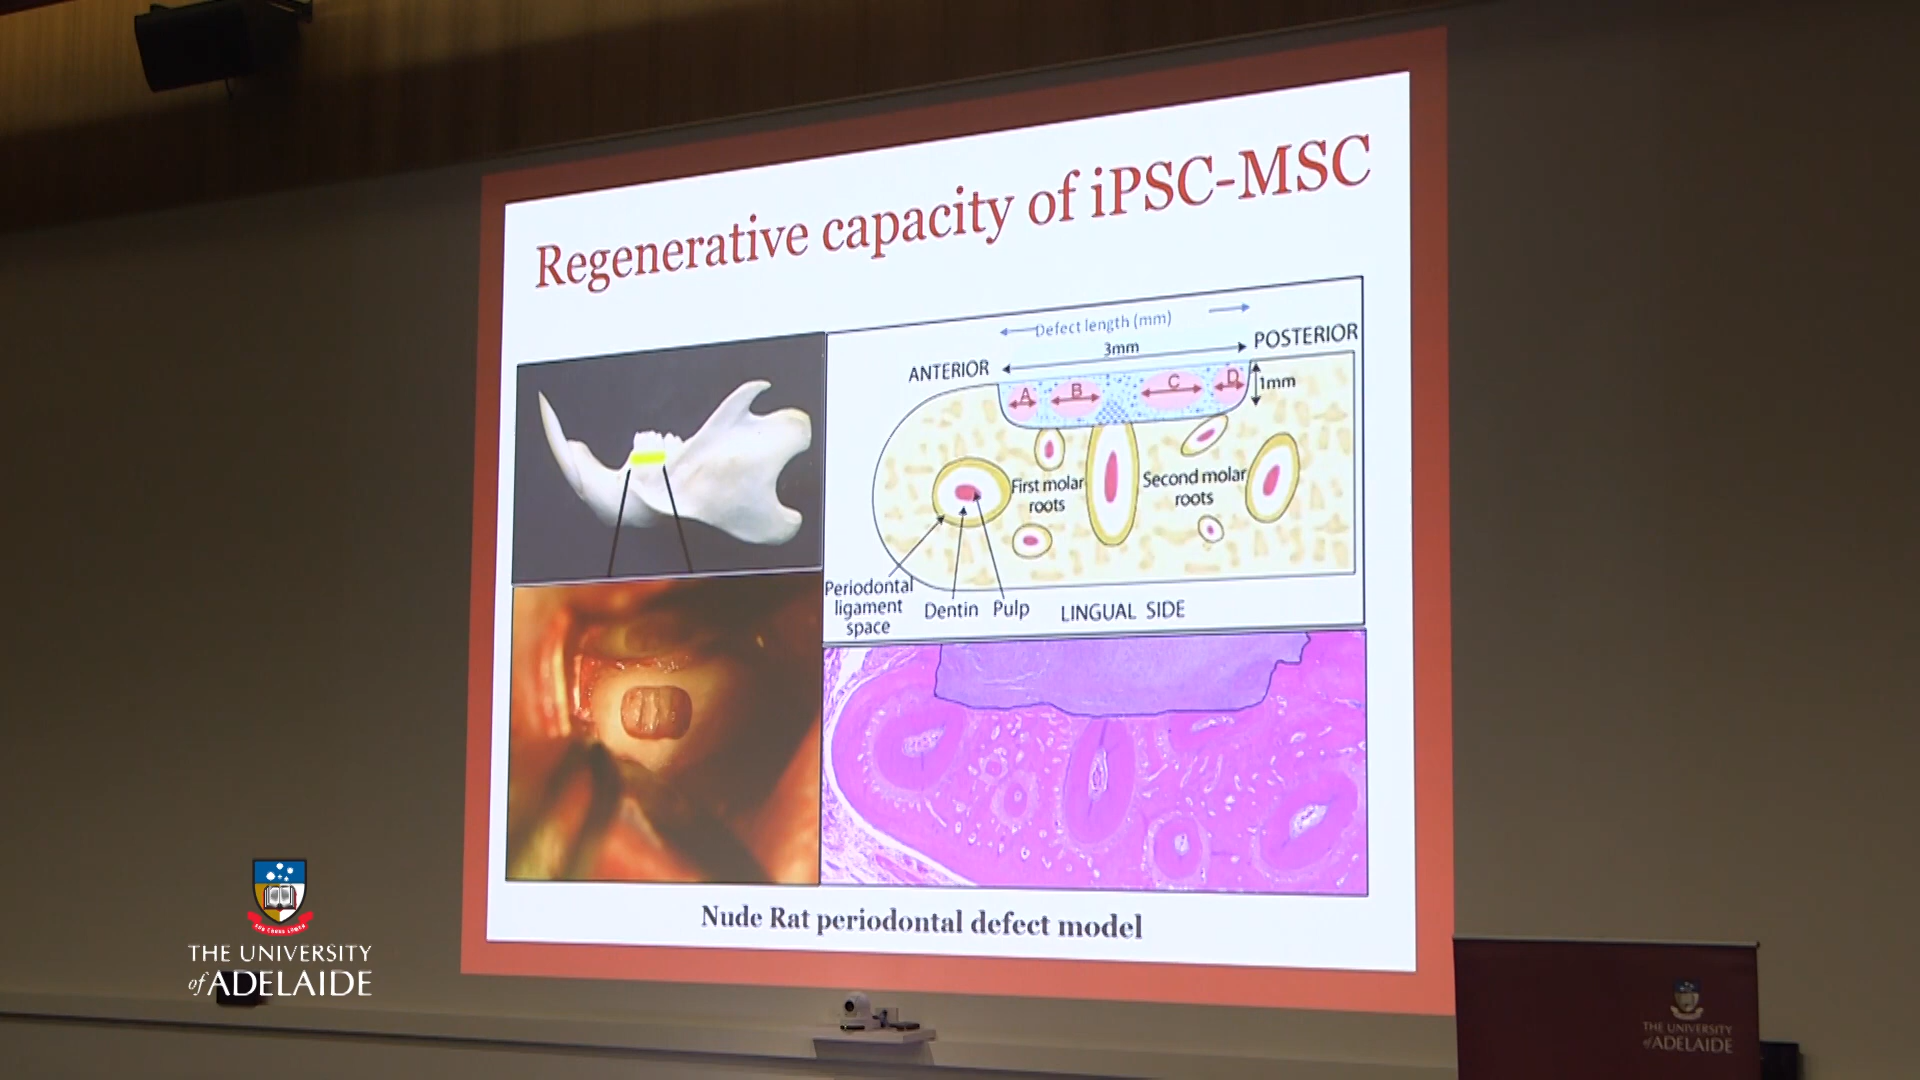 Regenerative capacity of iPSC-MSC
Defect length (mm)
3mm
ANTERIOR
POSTERIOR
A
B
C
D
1mm
First molar
roots
Second molar
roots
Periodontal
ligament
space
Dentin
Pulp
LINGUAL SIDE
Nude Rat periodontal defect model
THE UNIVERSITY
of ADELAIDE
THE UNIVERSITY
of ADELAIDE